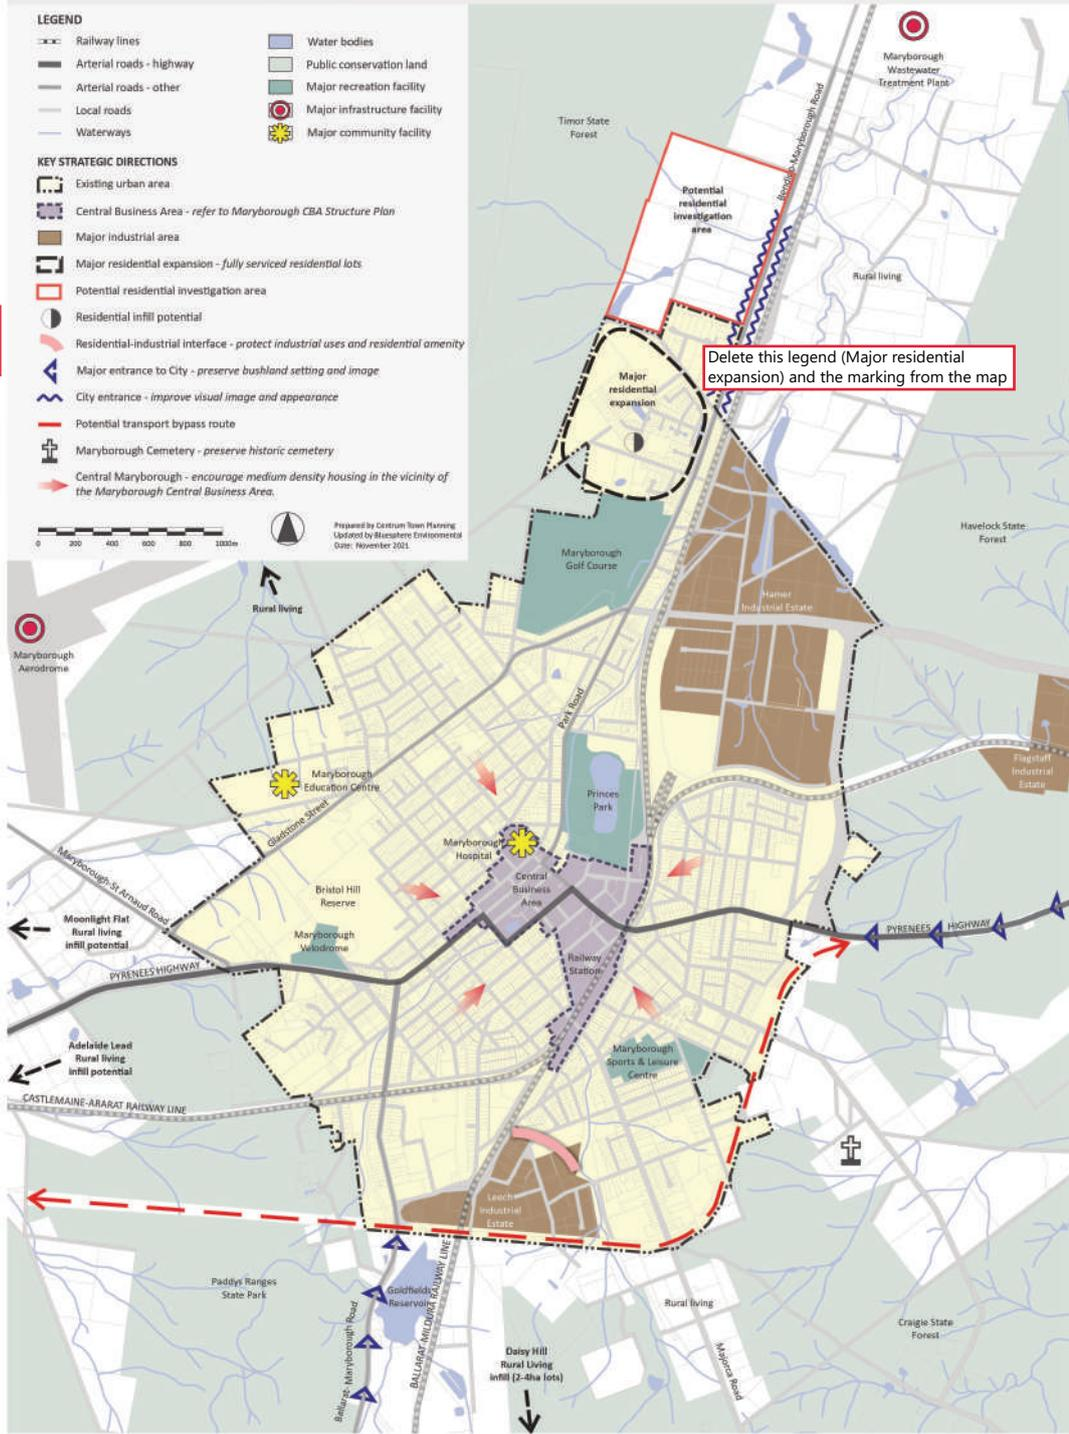 LEGEND
Railway lines
Arterial roads - highway
Arterial roads - other
Local roads
Waterways
Water bodies
Public conservation land
Major recreation facility
Major infrastructure facility
Major community facility
KEY STRATEGIC DIRECTIONS
Existing urban area
Central Business Area - refer to Maryborough CBA Structure Plan
Major industrial area
Major residential expansion - fully serviced residential lots
Potential residential investigation area
Residential infill potential
Residential-industrial interface - protect industrial uses and residential amenity
Major entrance to City - preserve bushland setting and image
City entrance - improve visual image and appearance
Potential transport bypass route
Maryborough Cemetery - preserve historic cemetery
Central Maryborough - encourage medium density housing in the vicinity of
the Maryborough Central Business Area.
0 200 400 600 800 1000m
Prepared by Centrum Town Planning
Updated by Bluesphere Environmental
Date: November 2021
Maryborough
Wastewater
Treatment Plant
Timor State
Forest
Bendigo-Maryborough Road
Potential
residential
investigation
area
Rural living
Delete this legend (Major residential
expansion) and the marking from the map
Major
residential
expansion
Havelock State
Forest
Maryborough
Golf Course
Hamer
Industrial Estate
Rural living
Maryborough
Aerodrome
Park Road
Flagstaff
Industrial
Estate
Maryborough
Education Centre
Princes
Park
Gladstone Street
Maryborough
Hospital
Central
Business
Area
Maryborough-St Arnaud Road
Bristol Hill
Reserve
Moonlight Flat
Rural living
infill potential
Maryborough
Velodrome
PYRENEES HIGHWAY
PYRENEES HIGHWAY
Railway
Station
Adelaide Lead
Rural living
infill potential
Maryborough
Sports & Leisure
Centre
CASTLEMAINE-ARARAT RAILWAY LINE
Leech
Industrial
Estate
Paddys Ranges
State Park
Goldfields
Reservoir
BALLARAT-MILDURA RAILWAY LINE
Ballarat-Maryborough Road
Rural living
Craigie State
Forest
Daisy Hill
Rural Living
infill (2-4ha lots)
Majorca Road